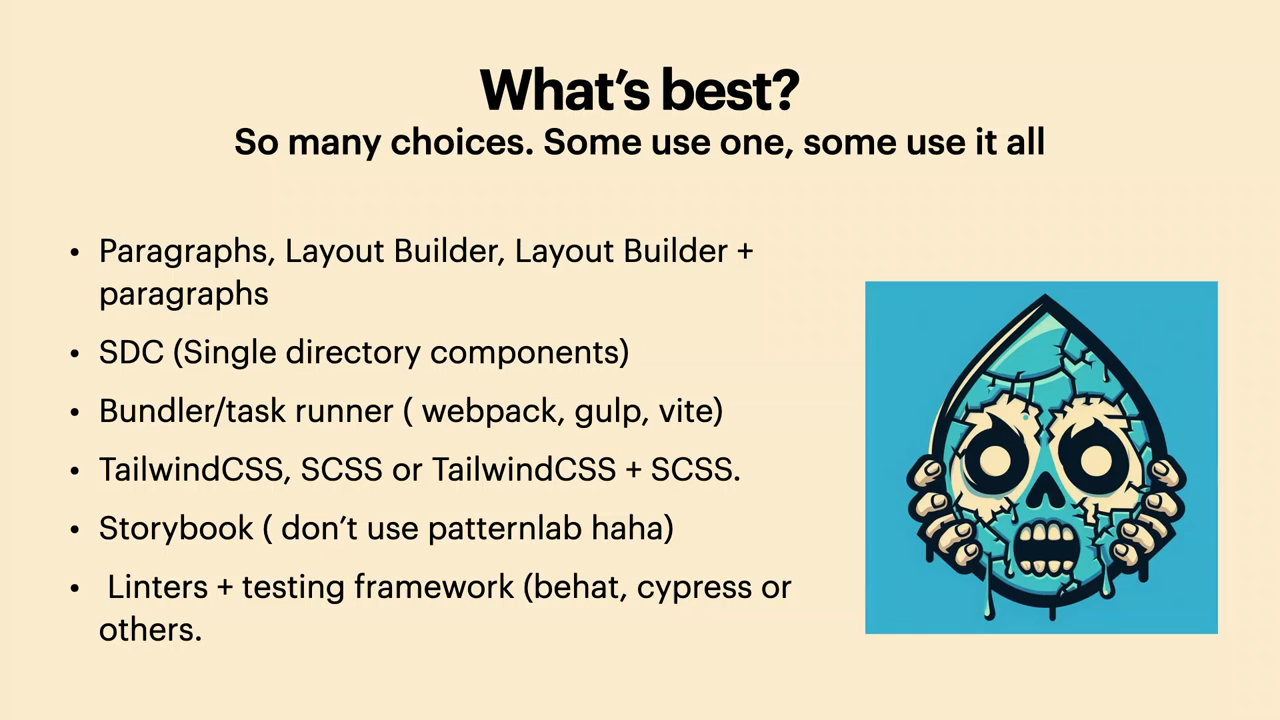 What's best?
So many choices. Some use one, some use it all
• Paragraphs, Layout Builder, Layout Builder +
paragraphs
• SDC (Single directory components)
• Bundler/task runner ( webpack, gulp, vite)
• TailwindCSS, SCSS or TailwindCSS + SCSS.
• Storybook ( don’t use patternlab haha)
• Linters + testing framework (behat, cypress or
others.